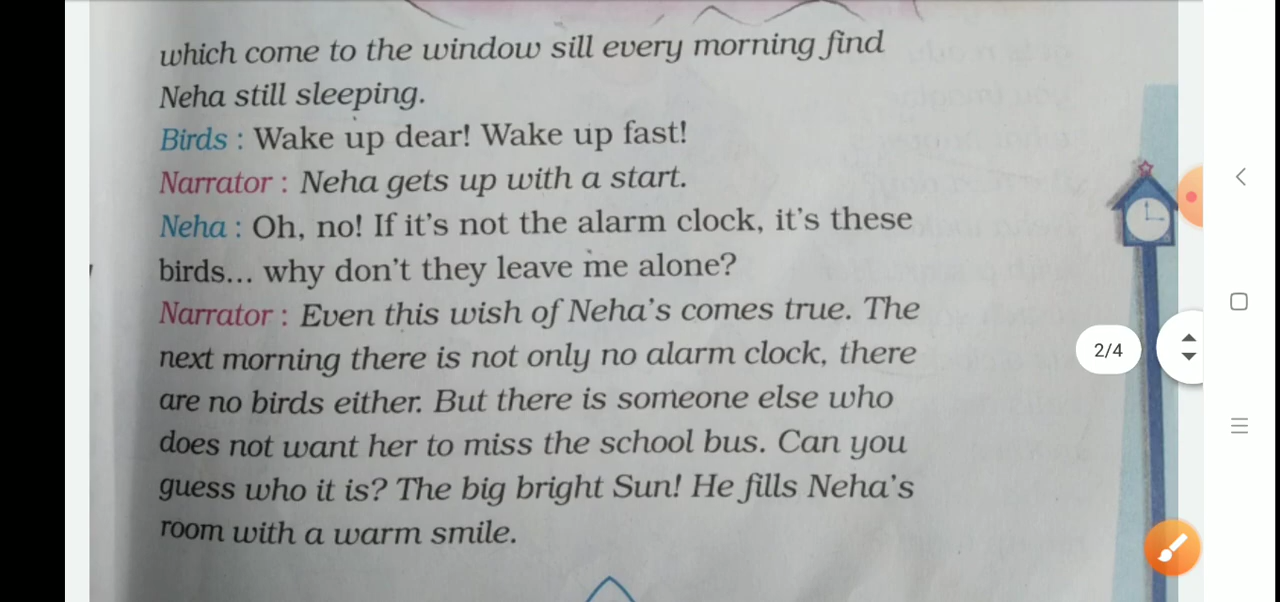 which come to the window sill every morning find
Neha still sleeping.
Birds : Wake up dear! Wake up fast!
Narrator : Neha gets up with a start.
Neha : Oh, no! If it's not the alarm clock, it's these
birds... why don't they leave me alone?
Narrator : Even this wish of Neha's comes true. The
next morning there is not only no alarm clock, there
are no birds either. But there is someone else who
does not want her to miss the school bus. Can you
guess who it is? The big bright Sun! He fills Neha's
room with a warm smile.
2/4